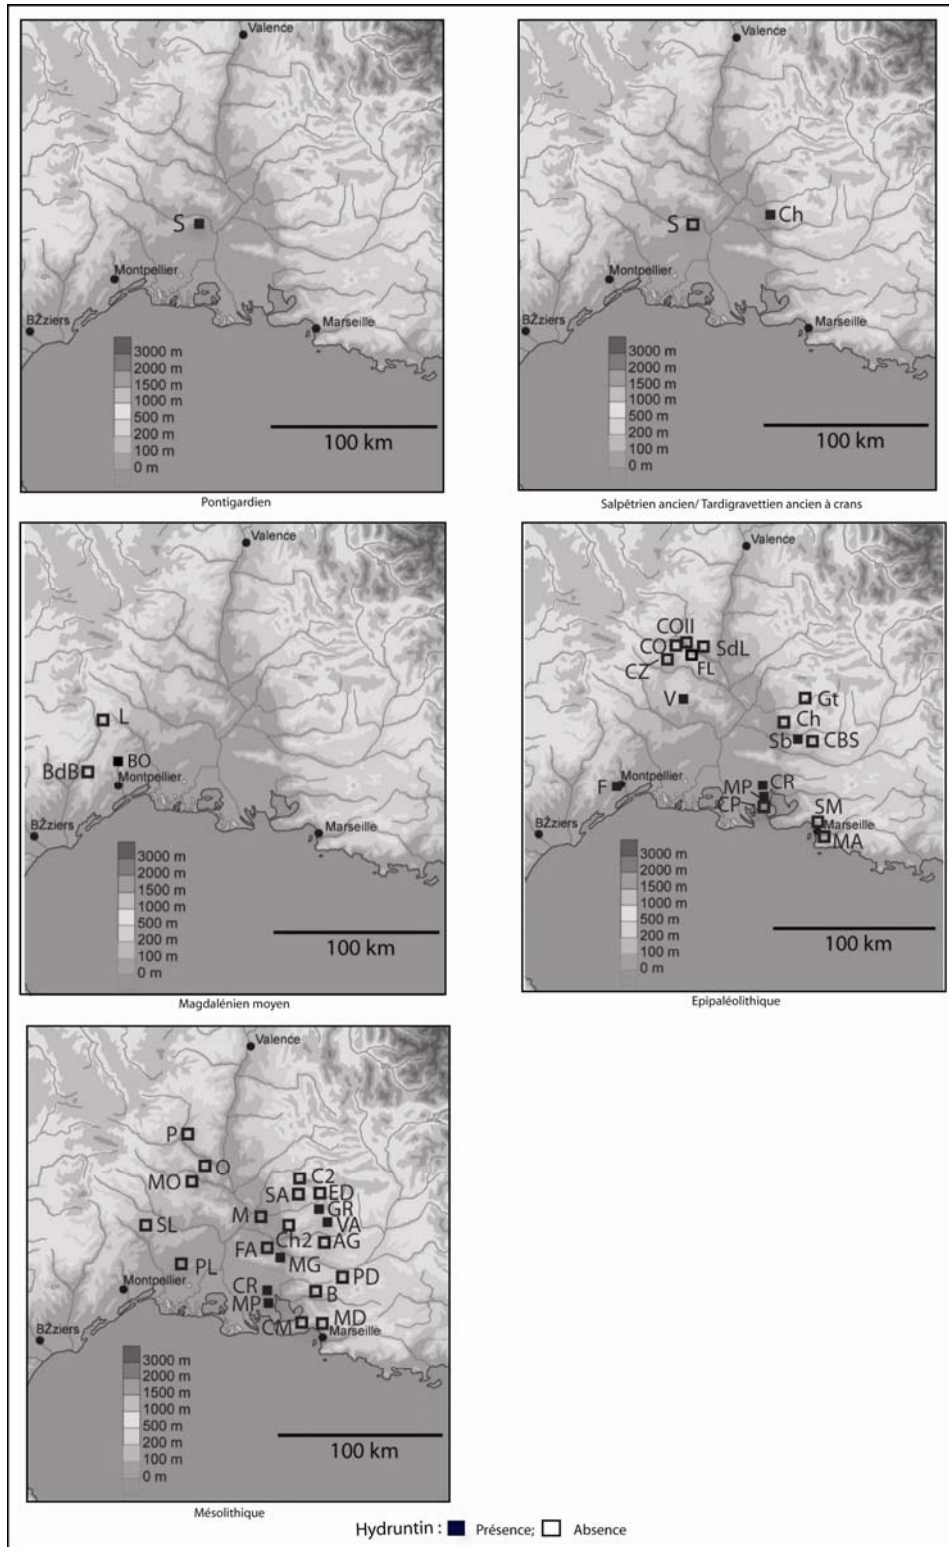 Valence
S
Montpellier
BŽziers
Marseille
3000 m
2000 m
1500 m
1000 m
500 m
200 m
100 m
0 m
100 km
Pontigardien
Valence
S
Ch
Montpellier
BŽziers
Marseille
3000 m
2000 m
1500 m
1000 m
500 m
200 m
100 m
0 m
100 km
Salpétrien ancien/ Tardigravettien ancien à crans
Valence
L
BO
BdB
Montpellier
BŽziers
Marseille
3000 m
2000 m
1500 m
1000 m
500 m
200 m
100 m
0 m
100 km
Magdalénien moyen
Valence
COII
CO
SdL
CZ
FL
V
Gt
Ch
Sb
CBS
F
Montpellier
MP
CR
CP
SM
BŽziers
Marseille
MA
3000 m
2000 m
1500 m
1000 m
500 m
200 m
100 m
0 m
100 km
Epipaléolithique
Valence
P
O
MO
C2
SA
ED
GR
M
VA
SL
Ch2
AG
FA
MG
PL
PD
Montpellier
CR
B
MP
CM
MD
BŽziers
Marseille
3000 m
2000 m
1500 m
1000 m
500 m
200 m
100 m
0 m
100 km
Mésolithique
Hydruntin : Présence; Absence